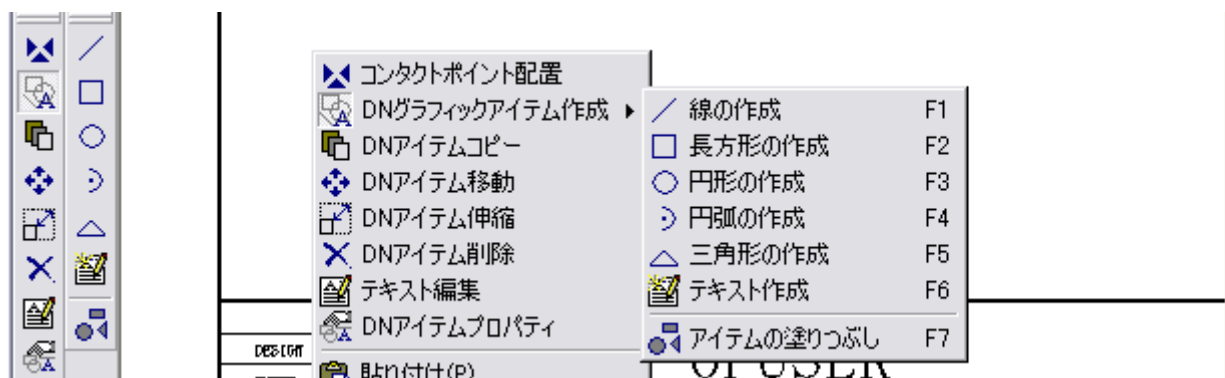 コンタクトポイント配置
DNグラフィックアイテム作成
DNアイテムコピー
DNアイテム移動
DNアイテム伸縮
DNアイテム削除
テキスト編集
DNアイテムプロパティ
貼り付け(P)
線の作成 F1
長方形の作成 F2
円形の作成 F3
円弧の作成 F4
三角形の作成 F5
テキスト作成 F6
アイテムの塗りつぶし F7
DESIGN
OF USER